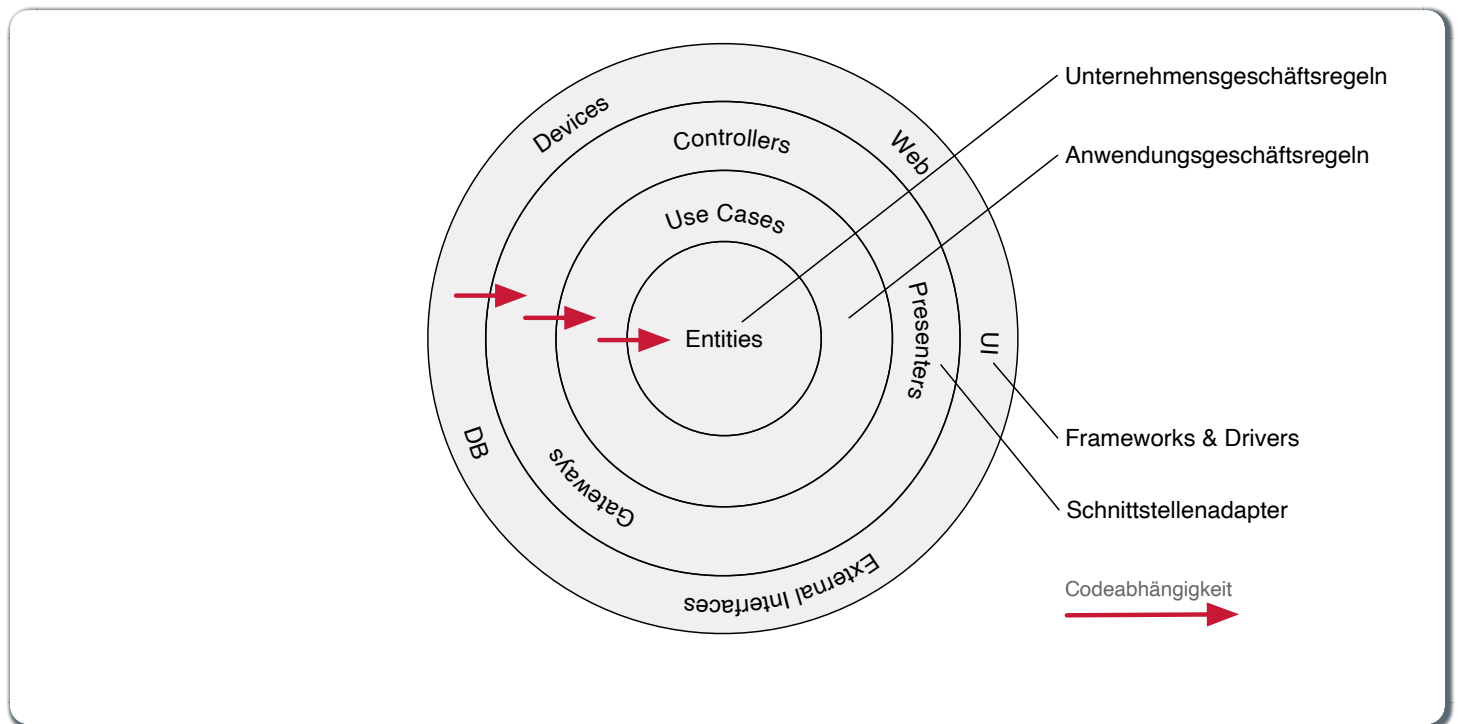 Devices
Controllers
Web
Use Cases
Entities
Presenters
UI
DB
Gateways
External Interfaces
Unternehmensgeschäftsregeln
Anwendungsgeschäftsregeln
Frameworks & Drivers
Schnittstellenadapter
Codeabhängigkeit